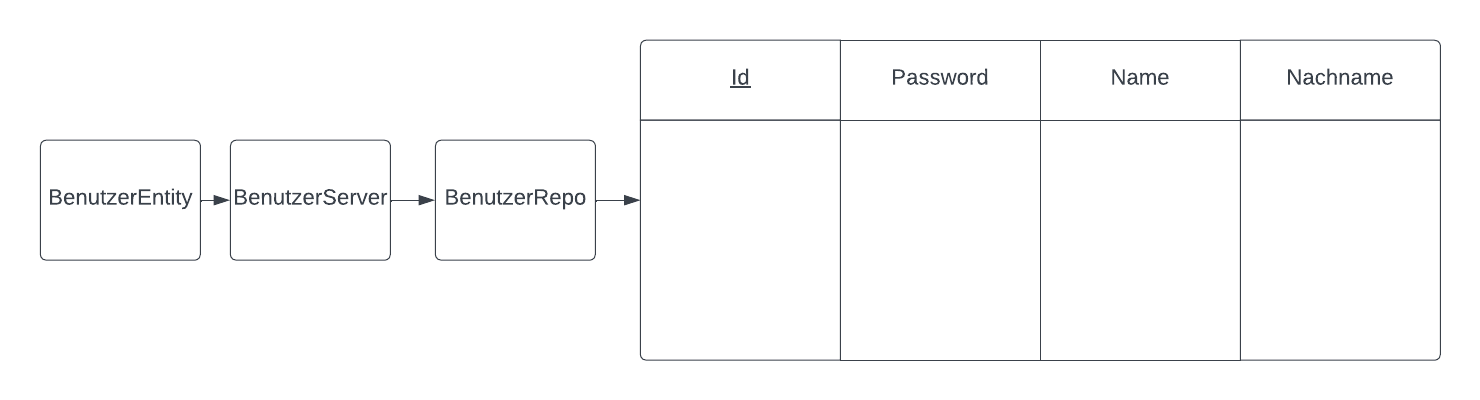 Id
Password
Name
Nachname
BenutzerEntity
BenutzerServer
BenutzerRepo